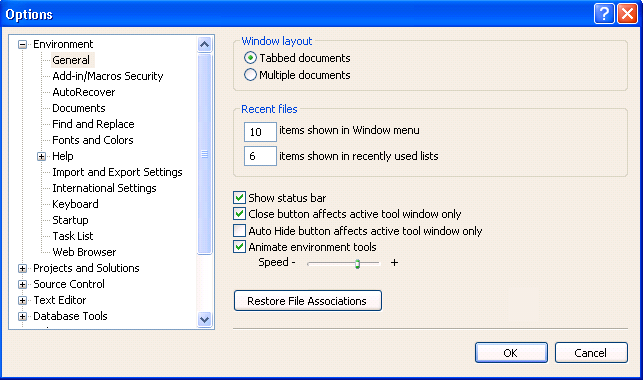 Options
Environment
General
Add-in/Macros Security
AutoRecover
Documents
Find and Replace
Fonts and Colors
Help
Import and Export Settings
International Settings
Keyboard
Startup
Task List
Web Browser
Projects and Solutions
Source Control
Text Editor
Database Tools
Window layout
Tabbed documents
Multiple documents
Recent files
10 items shown in Window menu
6 items shown in recently used lists
Show status bar
Close button affects active tool window only
Auto Hide button affects active tool window only
Animate environment tools
Speed - +
Restore File Associations
OK Cancel